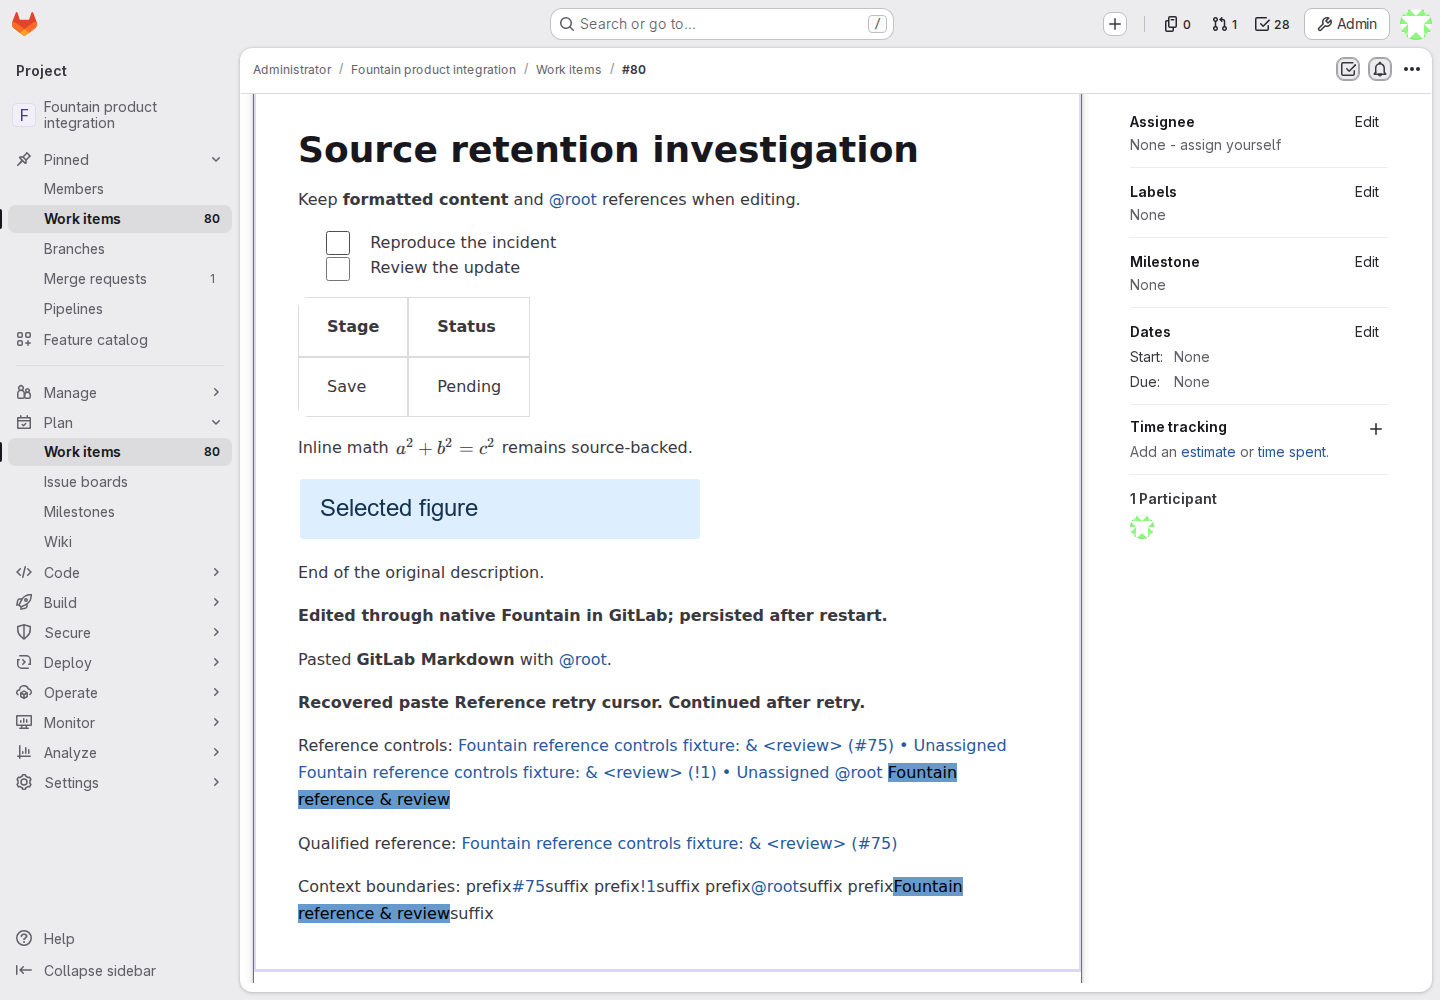 Search or go to...
/
0
1
28
Admin
Project
F
Fountain product integration
Pinned
Members
Work items
80
Branches
Merge requests
1
Pipelines
Feature catalog
Manage
Plan
Work items
80
Issue boards
Milestones
Wiki
Code
Build
Secure
Deploy
Operate
Monitor
Analyze
Settings
Help
Collapse sidebar
Administrator / Fountain product integration / Work items / #80
Source retention investigation
Keep formatted content and @root references when editing.
Reproduce the incident
Review the update
Stage Status
Save Pending
Inline math a² + b² = c² remains source-backed.
Selected figure
End of the original description.
Edited through native Fountain in GitLab; persisted after restart.
Pasted GitLab Markdown with @root.
Recovered paste Reference retry cursor. Continued after retry.
Reference controls: Fountain reference controls fixture: & <review> (#75) • Unassigned
Fountain reference controls fixture: & <review> (!1) • Unassigned @root Fountain
reference & review
Qualified reference: Fountain reference controls fixture: & <review> (#75)
Context boundaries: prefix#75suffix prefix!1suffix prefix@rootsuffix prefixFountain
reference & reviewsuffix
Assignee
Edit
None - assign yourself
Labels
Edit
None
Milestone
Edit
None
Dates
Edit
Start: None
Due: None
Time tracking
Add an estimate or time spent.
1 Participant